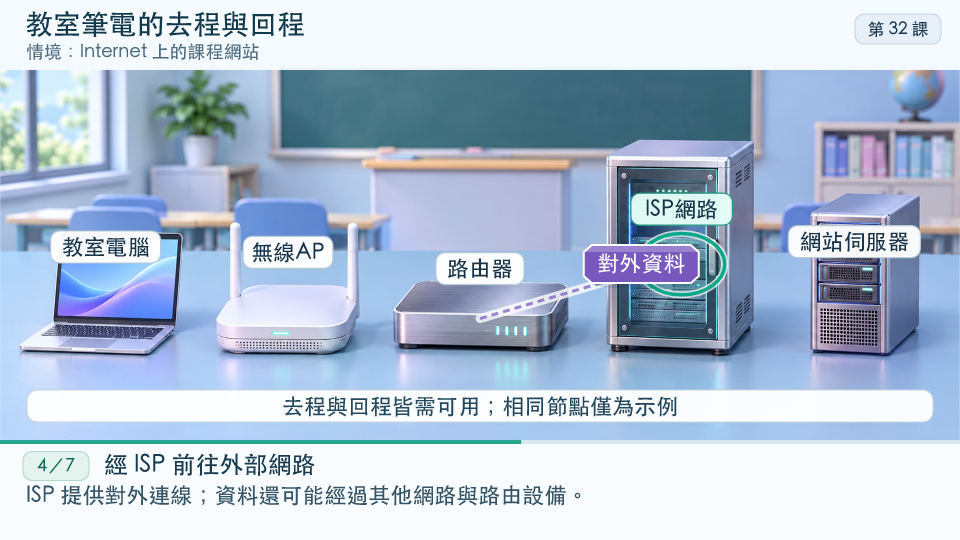 教室筆電的去程與回程
情境：Internet 上的課程網站
第 32 課
教室電腦
無線AP
路由器
對外資料
ISP網路
網站伺服器
去程與回程皆需可用；相同節點僅為示例
4／7 經 ISP 前往外部網路
ISP 提供對外連線；資料還可能經過其他網路與路由設備。